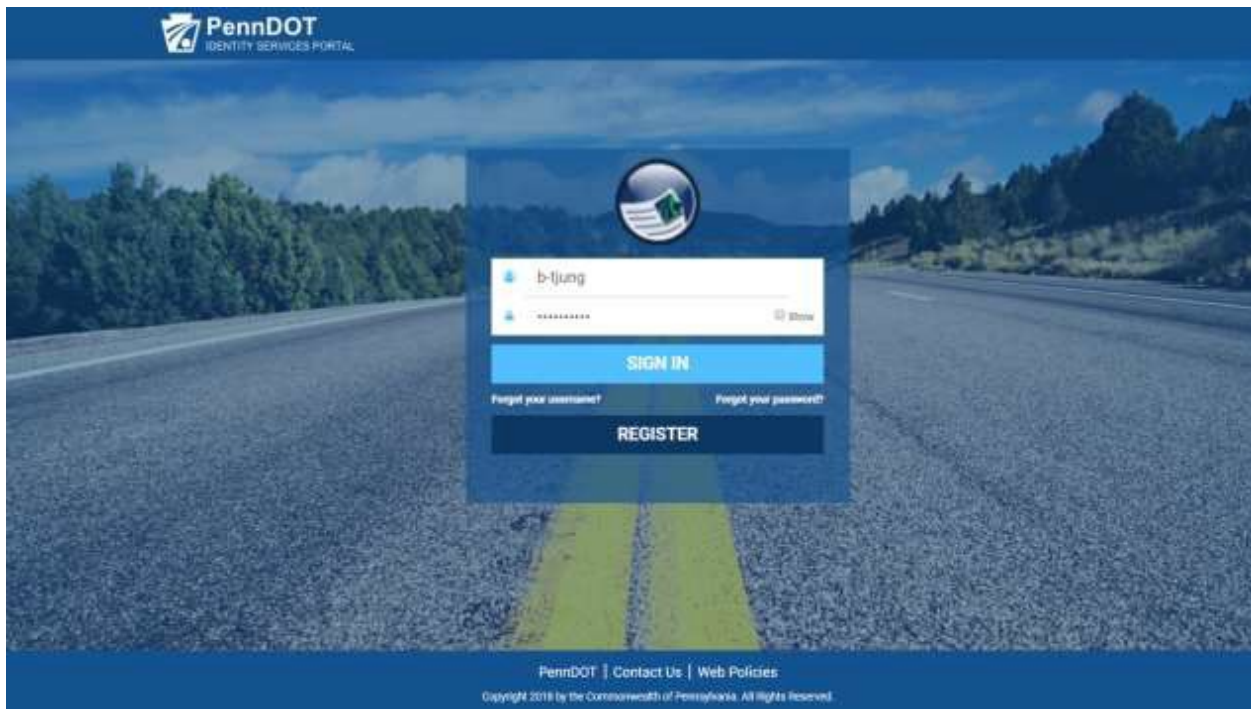 PennDOT
IDENTITY SERVICES PORTAL
b-tjung
•••••••••• Show
SIGN IN
Forgot your username? Forgot your password?
REGISTER
PennDOT | Contact Us | Web Policies
Copyright 2018 by the Commonwealth of Pennsylvania. All Rights Reserved.